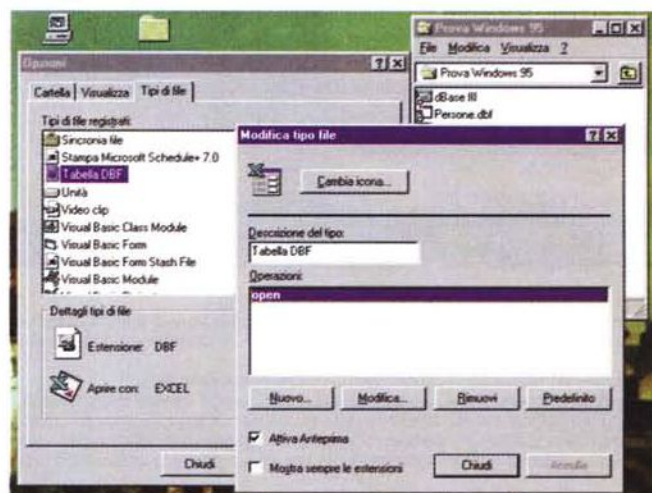 Opzioni
Cartella Visualizza Tipi di file
Tipi di file registrati:
Sincronia file
Stampa Microsoft Schedule+ 7.0
Tabella DBF
Unità
Video clip
Visual Basic Class Module
Visual Basic Form
Visual Basic Form Stash File
Visual Basic Module
Dettagli tipi di file
Estensione: DBF
Aprire con: EXCEL
Chiudi
Prova Windows 95
File Modifica Visualizza ?
Prova Windows 95
dBase III
Persone.dbf
Modifica tipo file
Cambia icona...
Descrizione del tipo:
Tabella DBF
Operazioni:
open
Nuovo... Modifica... Rimuovi Predefinito
Attiva Anteprima
Mostra sempre le estensioni
Chiudi Annulla